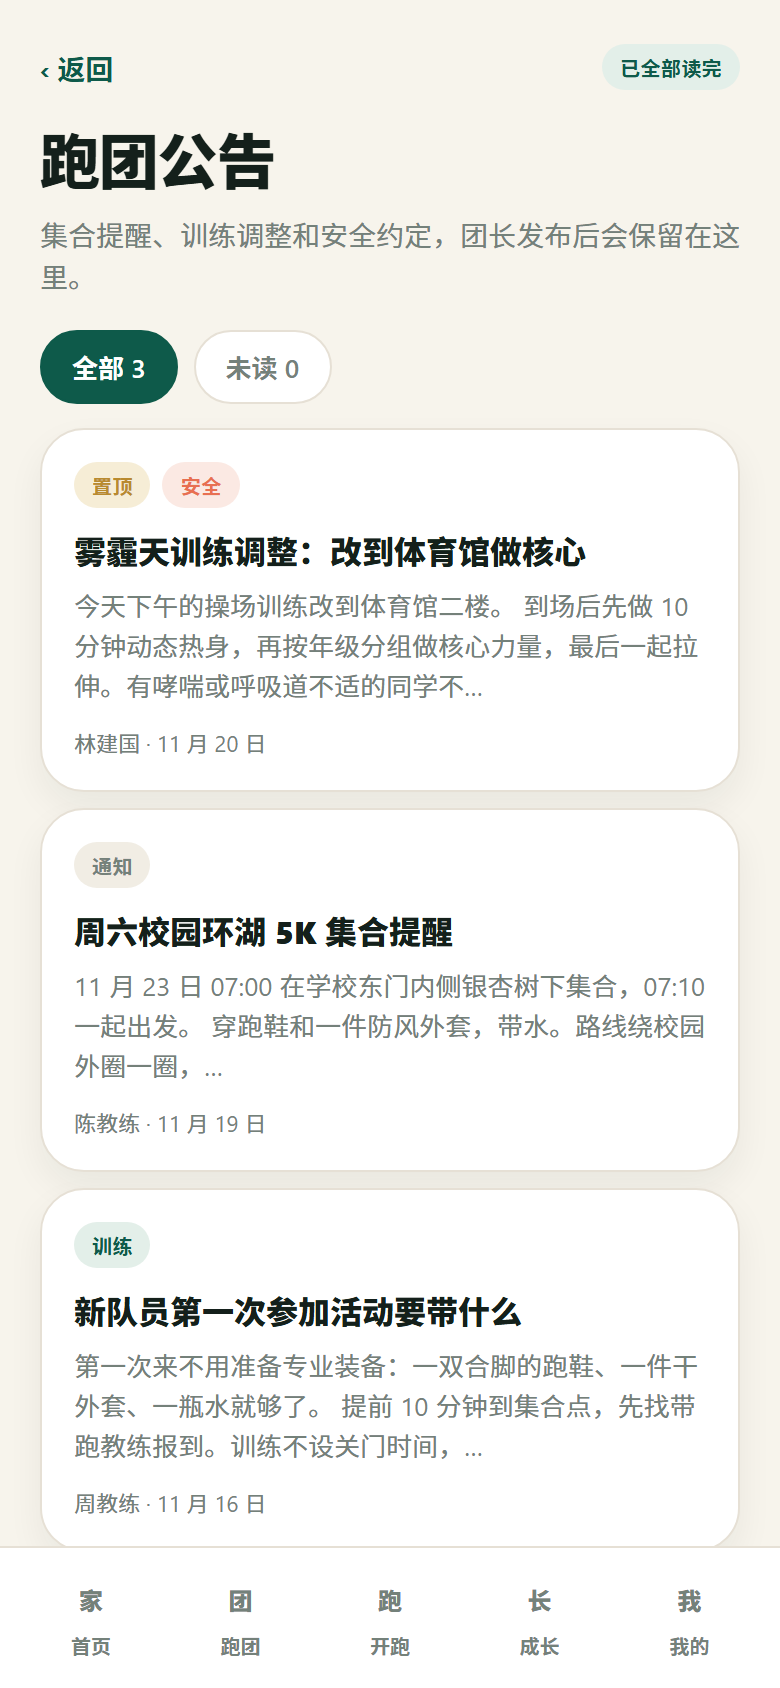 ‹ 返回
已全部读完
跑团公告
集合提醒、训练调整和安全约定，团长发布后会保留在这
里。
全部 3
未读 0
置顶
安全
雾霾天训练调整：改到体育馆做核心
今天下午的操场训练改到体育馆二楼。 到场后先做 10
分钟动态热身，再按年级分组做核心力量，最后一起拉
伸。有哮喘或呼吸道不适的同学不...
林建国 · 11 月 20 日
通知
周六校园环湖 5K 集合提醒
11 月 23 日 07:00 在学校东门内侧银杏树下集合，07:10
一起出发。 穿跑鞋和一件防风外套，带水。路线绕校园
外圈一圈，...
陈教练 · 11 月 19 日
训练
新队员第一次参加活动要带什么
第一次来不用准备专业装备：一双合脚的跑鞋、一件干
外套、一瓶水就够了。 提前 10 分钟到集合点，先找带
跑教练报到。训练不设关门时间，...
周教练 · 11 月 16 日
家
团
跑
长
我
首页
跑团
开跑
成长
我的